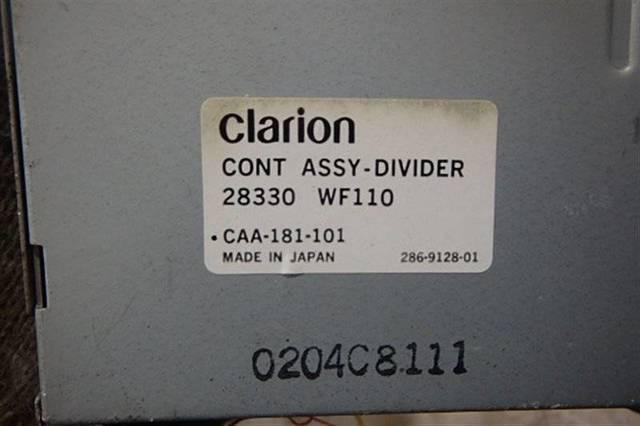 clarion
CONT ASSY-DIVIDER
28330 WF110
• CAA-181-101
MADE IN JAPAN 286-9128-01
0204C8111